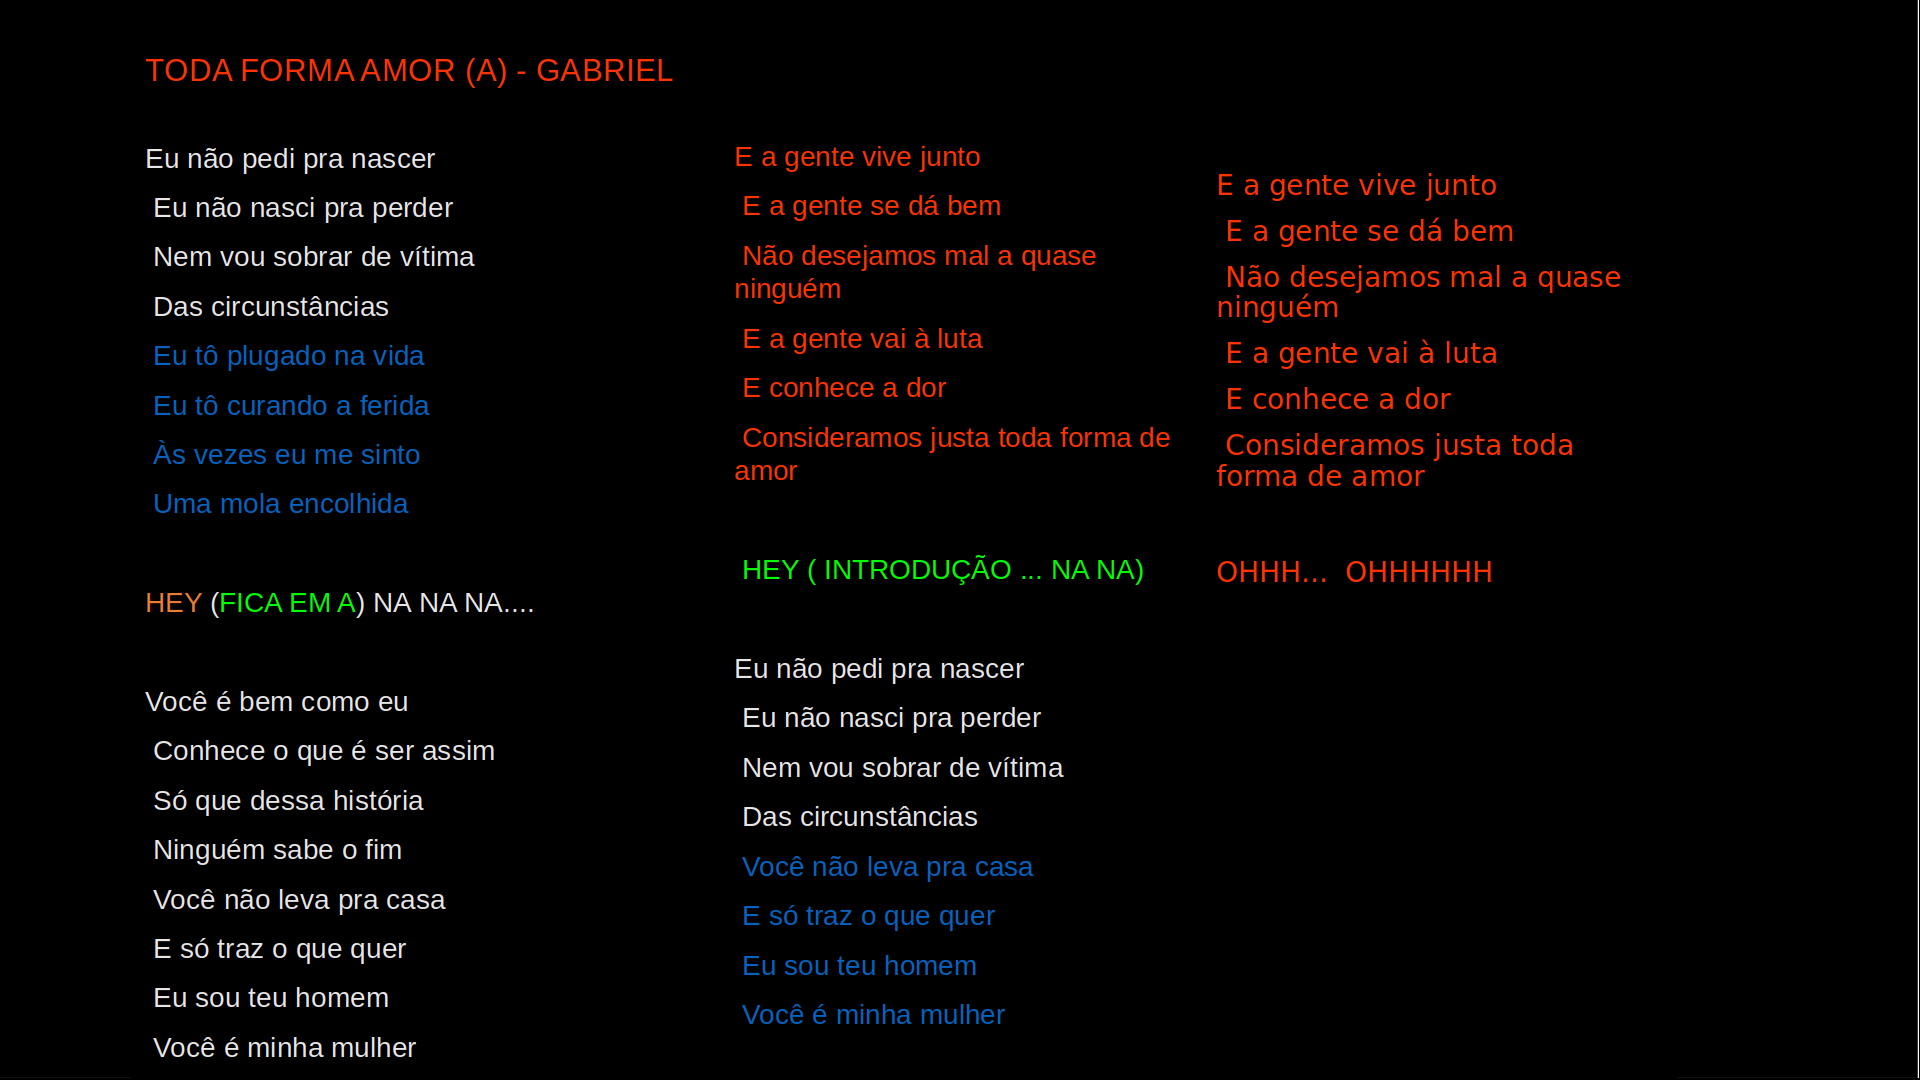 TODA FORMA AMOR (A) - GABRIEL
Eu não pedi pra nascer
Eu não nasci pra perder
Nem vou sobrar de vítima
Das circunstâncias
Eu tô plugado na vida
Eu tô curando a ferida
Às vezes eu me sinto
Uma mola encolhida
HEY (FICA EM A) NA NA NA....
Você é bem como eu
Conhece o que é ser assim
Só que dessa história
Ninguém sabe o fim
Você não leva pra casa
E só traz o que quer
Eu sou teu homem
Você é minha mulher
E a gente vive junto
E a gente se dá bem
Não desejamos mal a quase
ninguém
E a gente vai à luta
E conhece a dor
Consideramos justa toda forma de
amor
HEY ( INTRODUÇÃO ... NA NA)
Eu não pedi pra nascer
Eu não nasci pra perder
Nem vou sobrar de vítima
Das circunstâncias
Você não leva pra casa
E só traz o que quer
Eu sou teu homem
Você é minha mulher
E a gente vive junto
E a gente se dá bem
Não desejamos mal a quase
ninguém
E a gente vai à luta
E conhece a dor
Consideramos justa toda
forma de amor
OHHH...  OHHHHHH